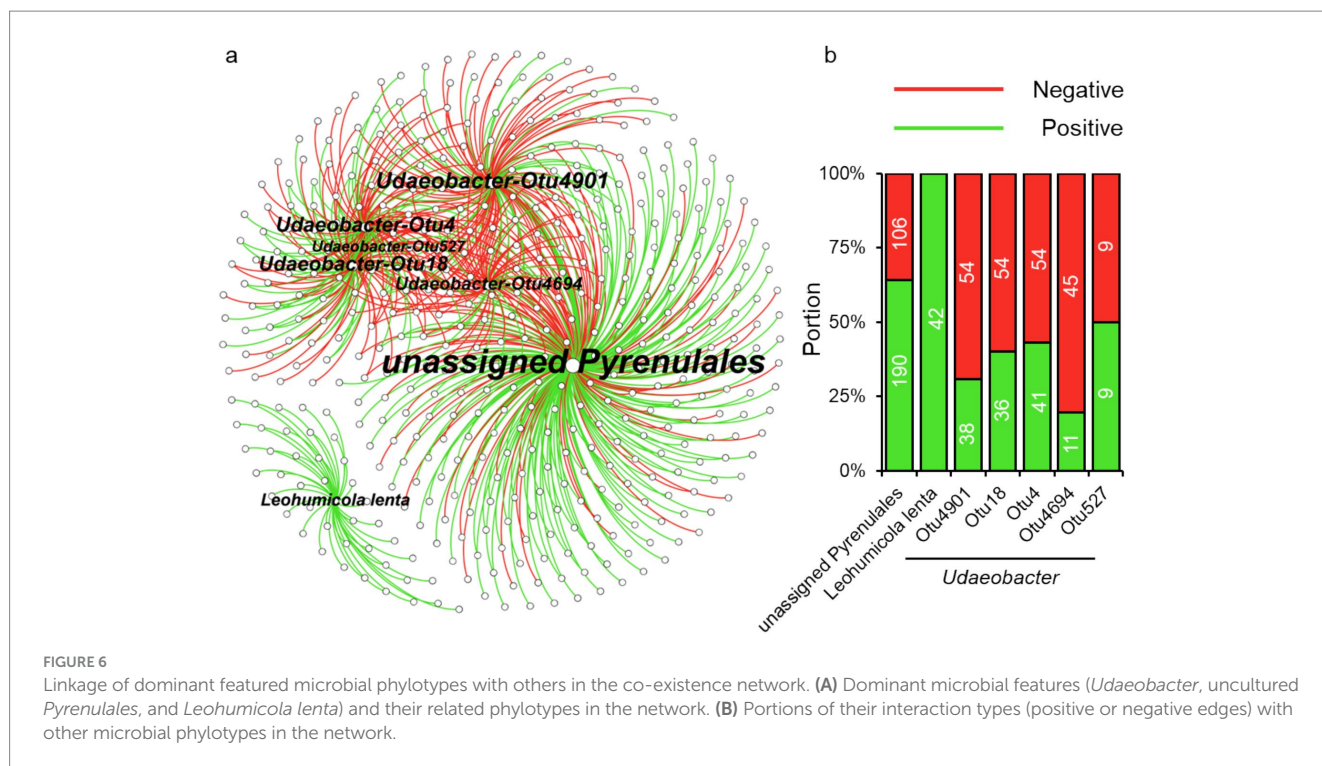 a
Udaeobacter-Otu4901
Udaeobacter-Otu4
Udaeobacter-Otu527
Udaeobacter-Otu18
Udaeobacter-Otu4694
unassigned Pyrenulales
Leohumicola lenta
b
Negative
Positive
Portion
100%
75%
50%
25%
0%
106
190
42
54
38
54
36
54
41
45
11
9
9
unassigned Pyrenulales
Leohumicola lenta
Otu4901
Otu18
Otu4
Otu4694
Otu527
Udaeobacter
FIGURE 6
Linkage of dominant featured microbial phylotypes with others in the co-existence network. (A) Dominant microbial features (Udaeobacter, uncultured
Pyrenulales, and Leohumicola lenta) and their related phylotypes in the network. (B) Portions of their interaction types (positive or negative edges) with
other microbial phylotypes in the network.